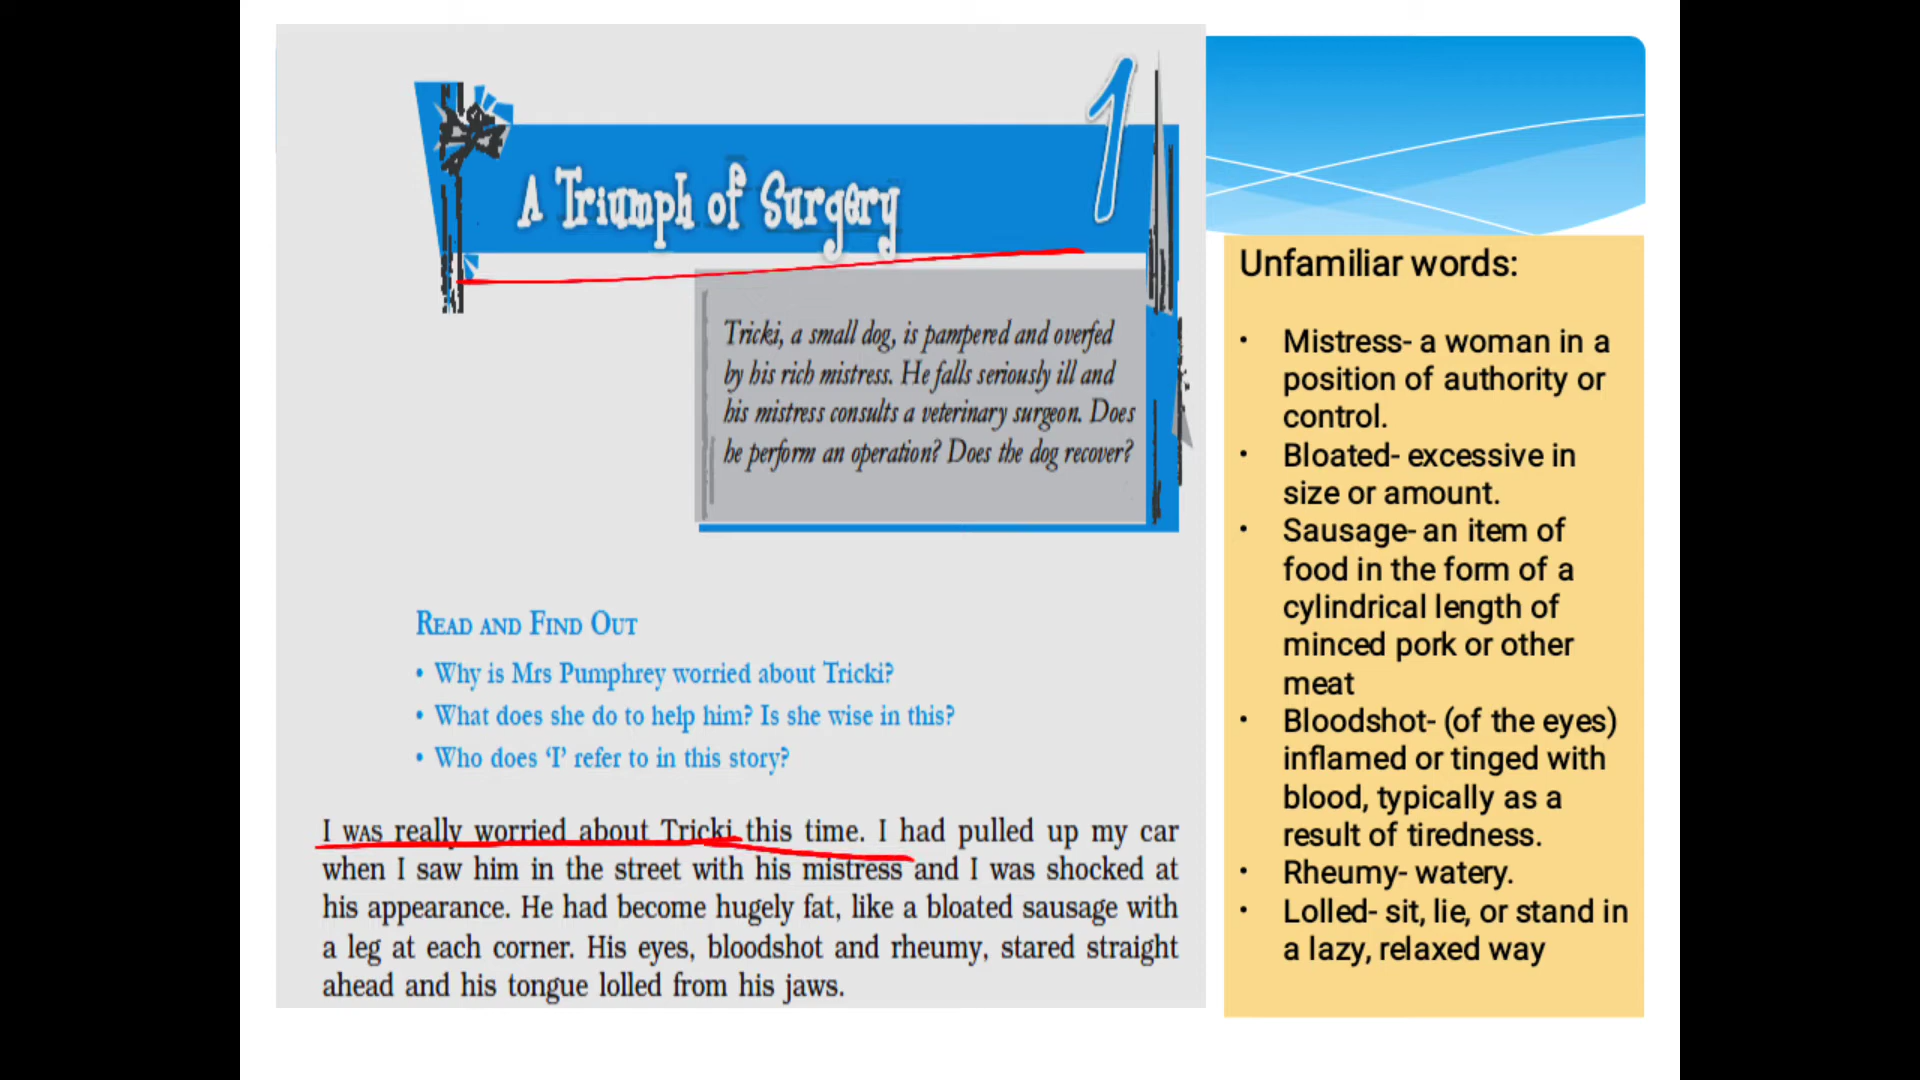 1
A Triumph of Surgery
Tricki, a small dog, is pampered and overfed
by his rich mistress. He falls seriously ill and
his mistress consults a veterinary surgeon. Does
he perform an operation? Does the dog recover?
READ AND FIND OUT
• Why is Mrs Pumphrey worried about Tricki?
• What does she do to help him? Is she wise in this?
• Who does ‘I’ refer to in this story?
I WAS really worried about Tricki this time. I had pulled up my car
when I saw him in the street with his mistress and I was shocked at
his appearance. He had become hugely fat, like a bloated sausage with
a leg at each corner. His eyes, bloodshot and rheumy, stared straight
ahead and his tongue lolled from his jaws.
Unfamiliar words:
• Mistress- a woman in a
position of authority or
control.
• Bloated- excessive in
size or amount.
• Sausage- an item of
food in the form of a
cylindrical length of
minced pork or other
meat
• Bloodshot- (of the eyes)
inflamed or tinged with
blood, typically as a
result of tiredness.
• Rheumy- watery.
• Lolled- sit, lie, or stand in
a lazy, relaxed way